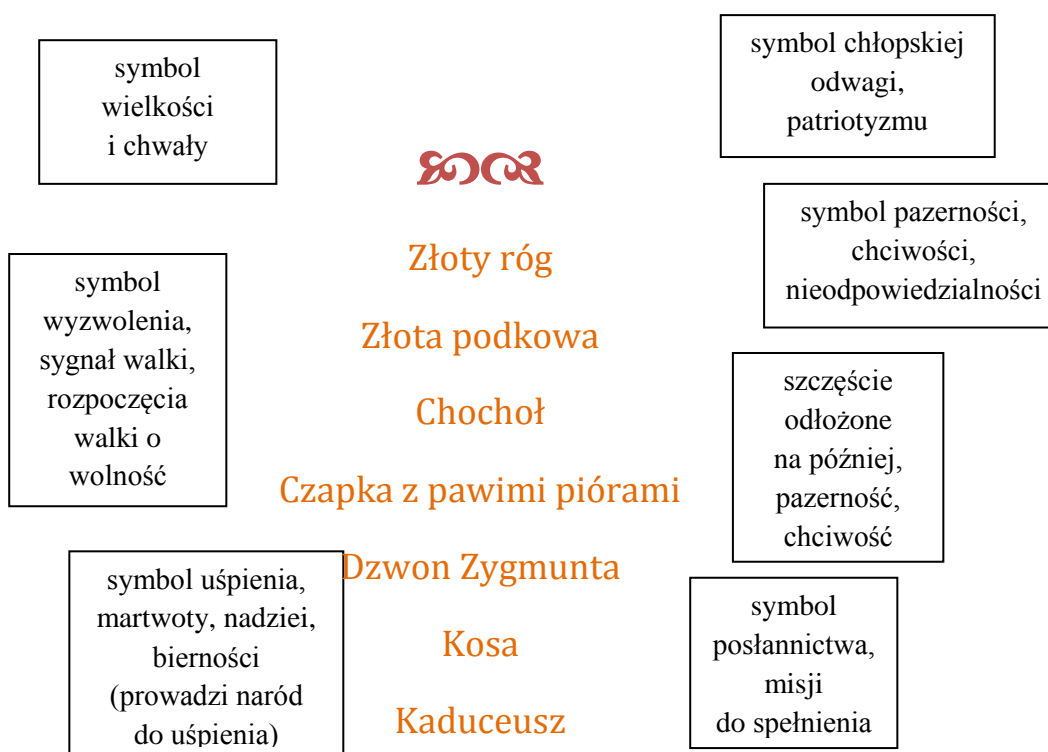 symbol
wielkości
i chwały
symbol chłopskiej
odwagi,
patriotyzmu
symbol pazerności,
chciwości,
nieodpowiedzialności
symbol
wyzwolenia,
sygnał walki,
rozpoczęcia
walki o
wolność
Złoty róg
Złota podkowa
Chochoł
Czapka z pawimi piórami
Dzwon Zygmunta
Kosa
Kaduceusz
szczęście
odłożone
na później,
pazerność,
chciwość
symbol uśpienia,
martwoty, nadziei,
bierności
(prowadzi naród
do uśpienia)
symbol
posłannictwa,
misji
do spełnienia